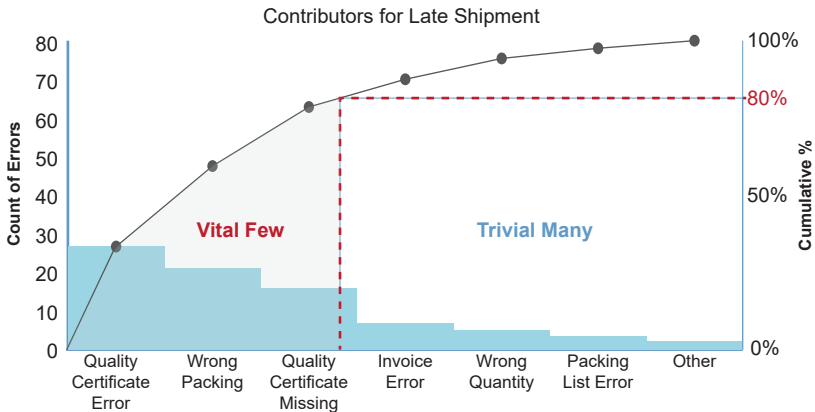 Contributors for Late Shipment
Count of Errors
80
70
60
50
40
30
20
10
0
100%
80%
50%
0%
Cumulative %
Vital Few
Trivial Many
Quality
Certificate
Error
Wrong
Packing
Quality
Certificate
Missing
Invoice
Error
Wrong
Quantity
Packing
List Error
Other